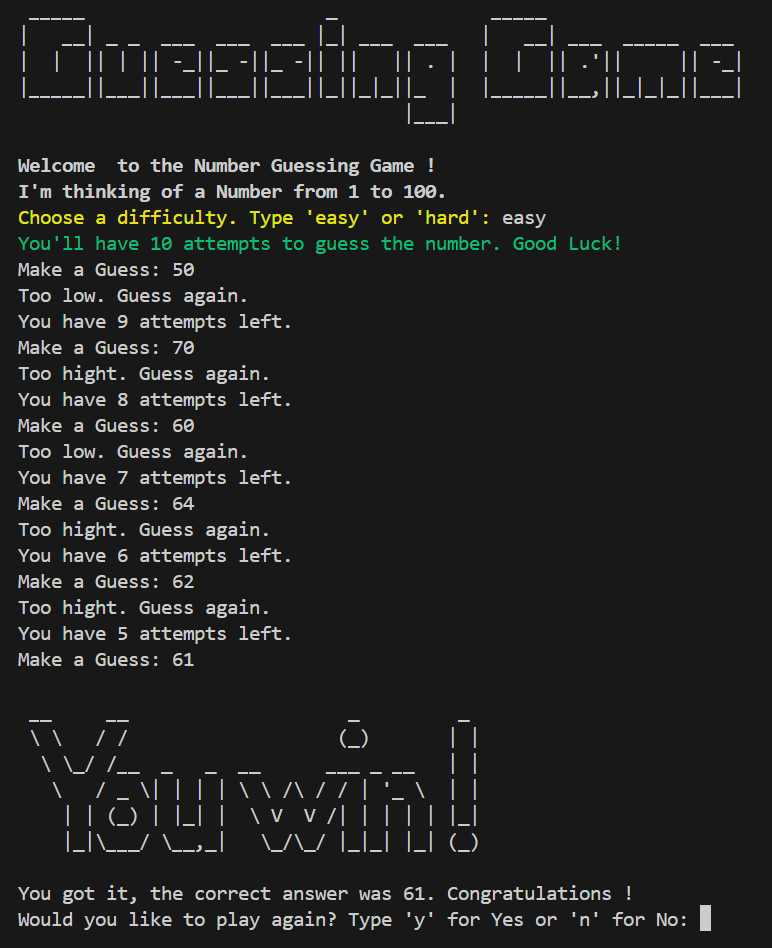 Guessing Game
Welcome  to the Number Guessing Game !
I'm thinking of a Number from 1 to 100.
Choose a difficulty. Type 'easy' or 'hard': easy
You'll have 10 attempts to guess the number. Good Luck!
Make a Guess: 50
Too low. Guess again.
You have 9 attempts left.
Make a Guess: 70
Too hight. Guess again.
You have 8 attempts left.
Make a Guess: 60
Too low. Guess again.
You have 7 attempts left.
Make a Guess: 64
Too hight. Guess again.
You have 6 attempts left.
Make a Guess: 62
Too hight. Guess again.
You have 5 attempts left.
Make a Guess: 61
You win!
You got it, the correct answer was 61. Congratulations !
Would you like to play again? Type 'y' for Yes or 'n' for No: